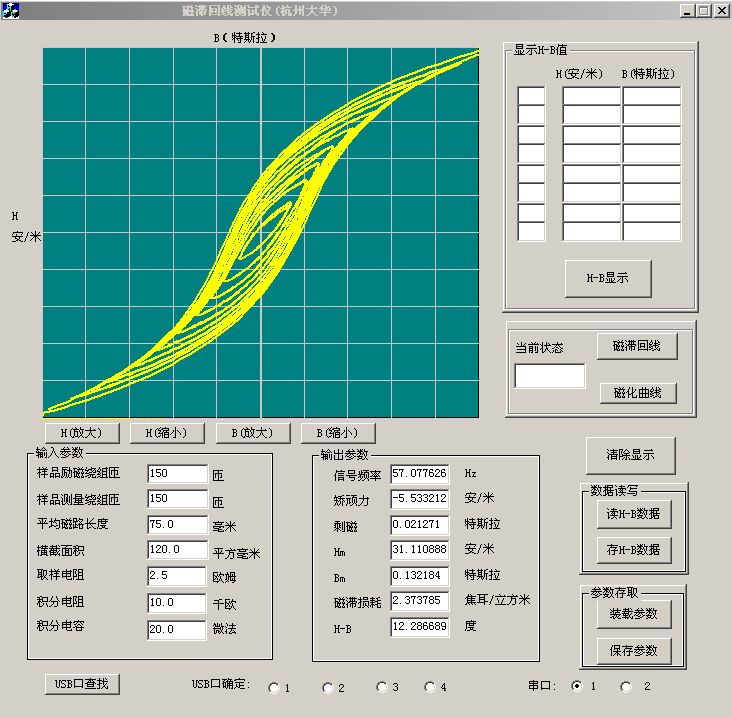 磁滞回线测试仪(杭州大华)
B(特斯拉)
H
安/米
显示H-B值
H(安/米) B(特斯拉)
H-B显示
当前状态
磁滞回线
磁化曲线
H(放大) H(缩小) B(放大) B(缩小)
清除显示
输入参数
样品励磁绕组匝 150 匝
样品测量绕组匝 150 匝
平均磁路长度 75.0 毫米
横截面积 120.0 平方毫米
取样电阻 2.5 欧姆
积分电阻 10.0 千欧
积分电容 20.0 微法
输出参数
信号频率 57.077626 Hz
矫顽力 -5.533212 安/米
剩磁 0.021271 特斯拉
Hm 31.110888 安/米
Bm 0.132184 特斯拉
磁滞损耗 2.373785 焦耳/立方米
H-B 12.286689 度
数据读写
读H-B数据
存H-B数据
参数存取
装载参数
保存参数
USB口查找 USB口确定: 1 2 3 4 串口: 1 2